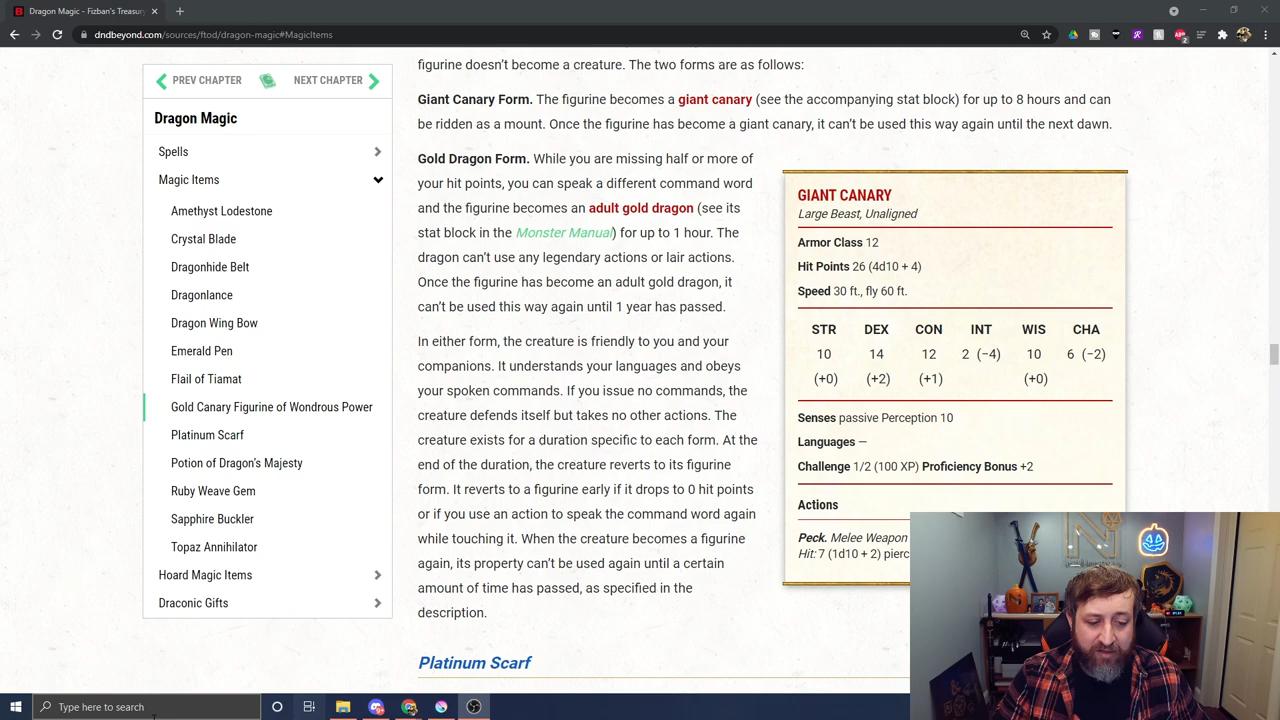 Dragon Magic - Fizban's Treasury
dndbeyond.com/sources/ftod/dragon-magic#MagicItems
PREV CHAPTER
NEXT CHAPTER
Dragon Magic
Spells
Magic Items
Amethyst Lodestone
Crystal Blade
Dragonhide Belt
Dragonlance
Dragon Wing Bow
Emerald Pen
Flail of Tiamat
Gold Canary Figurine of Wondrous Power
Platinum Scarf
Potion of Dragon's Majesty
Ruby Weave Gem
Sapphire Buckler
Topaz Annihilator
Hoard Magic Items
Draconic Gifts
figurine doesn't become a creature. The two forms are as follows:
Giant Canary Form. The figurine becomes a giant canary (see the accompanying stat block) for up to 8 hours and can
be ridden as a mount. Once the figurine has become a giant canary, it can't be used this way again until the next dawn.
Gold Dragon Form. While you are missing half or more of
your hit points, you can speak a different command word
and the figurine becomes an adult gold dragon (see its
stat block in the Monster Manual) for up to 1 hour. The
dragon can't use any legendary actions or lair actions.
Once the figurine has become an adult gold dragon, it
can't be used this way again until 1 year has passed.
In either form, the creature is friendly to you and your
companions. It understands your languages and obeys
your spoken commands. If you issue no commands, the
creature defends itself but takes no other actions. The
creature exists for a duration specific to each form. At the
end of the duration, the creature reverts to its figurine
form. It reverts to a figurine early if it drops to 0 hit points
or if you use an action to speak the command word again
while touching it. When the creature becomes a figurine
again, its property can't be used again until a certain
amount of time has passed, as specified in the
description.
Platinum Scarf
GIANT CANARY
Large Beast, Unaligned
Armor Class 12
Hit Points 26 (4d10 + 4)
Speed 30 ft., fly 60 ft.
STR DEX CON INT WIS CHA
10 14 12 2 (−4) 10 6 (−2)
(+0) (+2) (+1) (+0)
Senses passive Perception 10
Languages —
Challenge 1/2 (100 XP) Proficiency Bonus +2
Actions
Peck. Melee Weapon
Hit: 7 (1d10 + 2) pierc
Type here to search